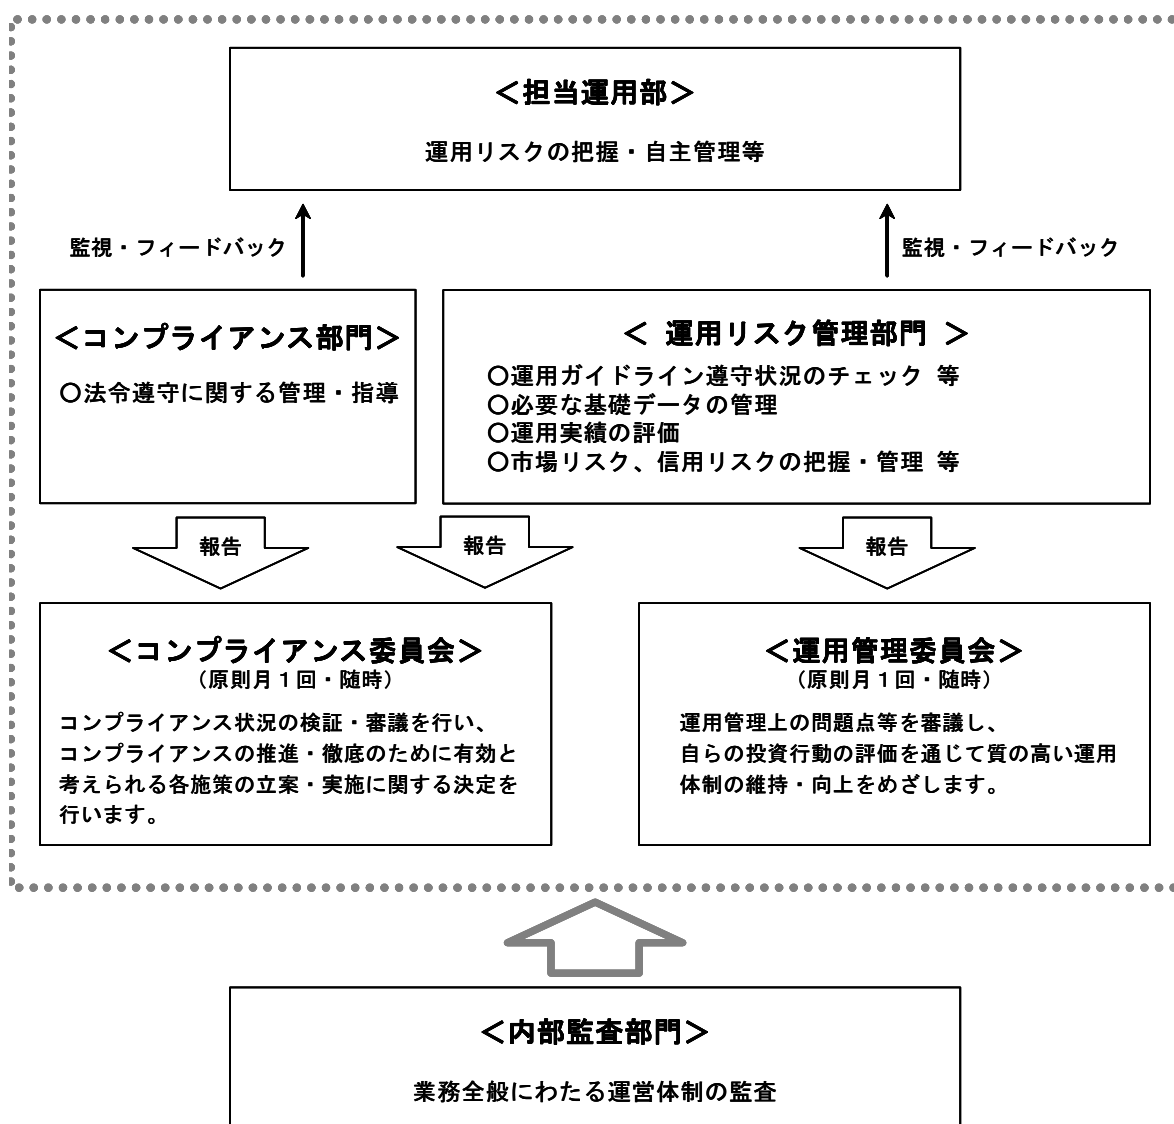 ＜担当運用部＞
運用リスクの把握・自主管理等
監視・フィードバック
監視・フィードバック
＜コンプライアンス部門＞
○法令遵守に関する管理・指導
＜ 運用リスク管理部門 ＞
○運用ガイドライン遵守状況のチェック 等
○必要な基礎データの管理
○運用実績の評価
○市場リスク、信用リスクの把握・管理 等
報告
報告
報告
＜コンプライアンス委員会＞
（原則月１回・随時）
コンプライアンス状況の検証・審議を行い、
コンプライアンスの推進・徹底のために有効と
考えられる各施策の立案・実施に関する決定を
行います。
＜運用管理委員会＞
（原則月１回・随時）
運用管理上の問題点等を審議し、
自らの投資行動の評価を通じて質の高い運用
体制の維持・向上をめざします。
＜内部監査部門＞
業務全般にわたる運営体制の監査